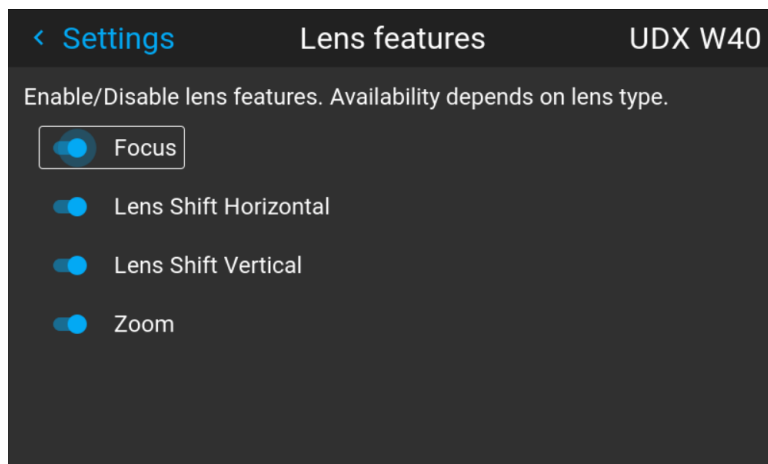 Settings Lens features UDX W40
Enable/Disable lens features. Availability depends on lens type.
Focus
Lens Shift Horizontal
Lens Shift Vertical
Zoom